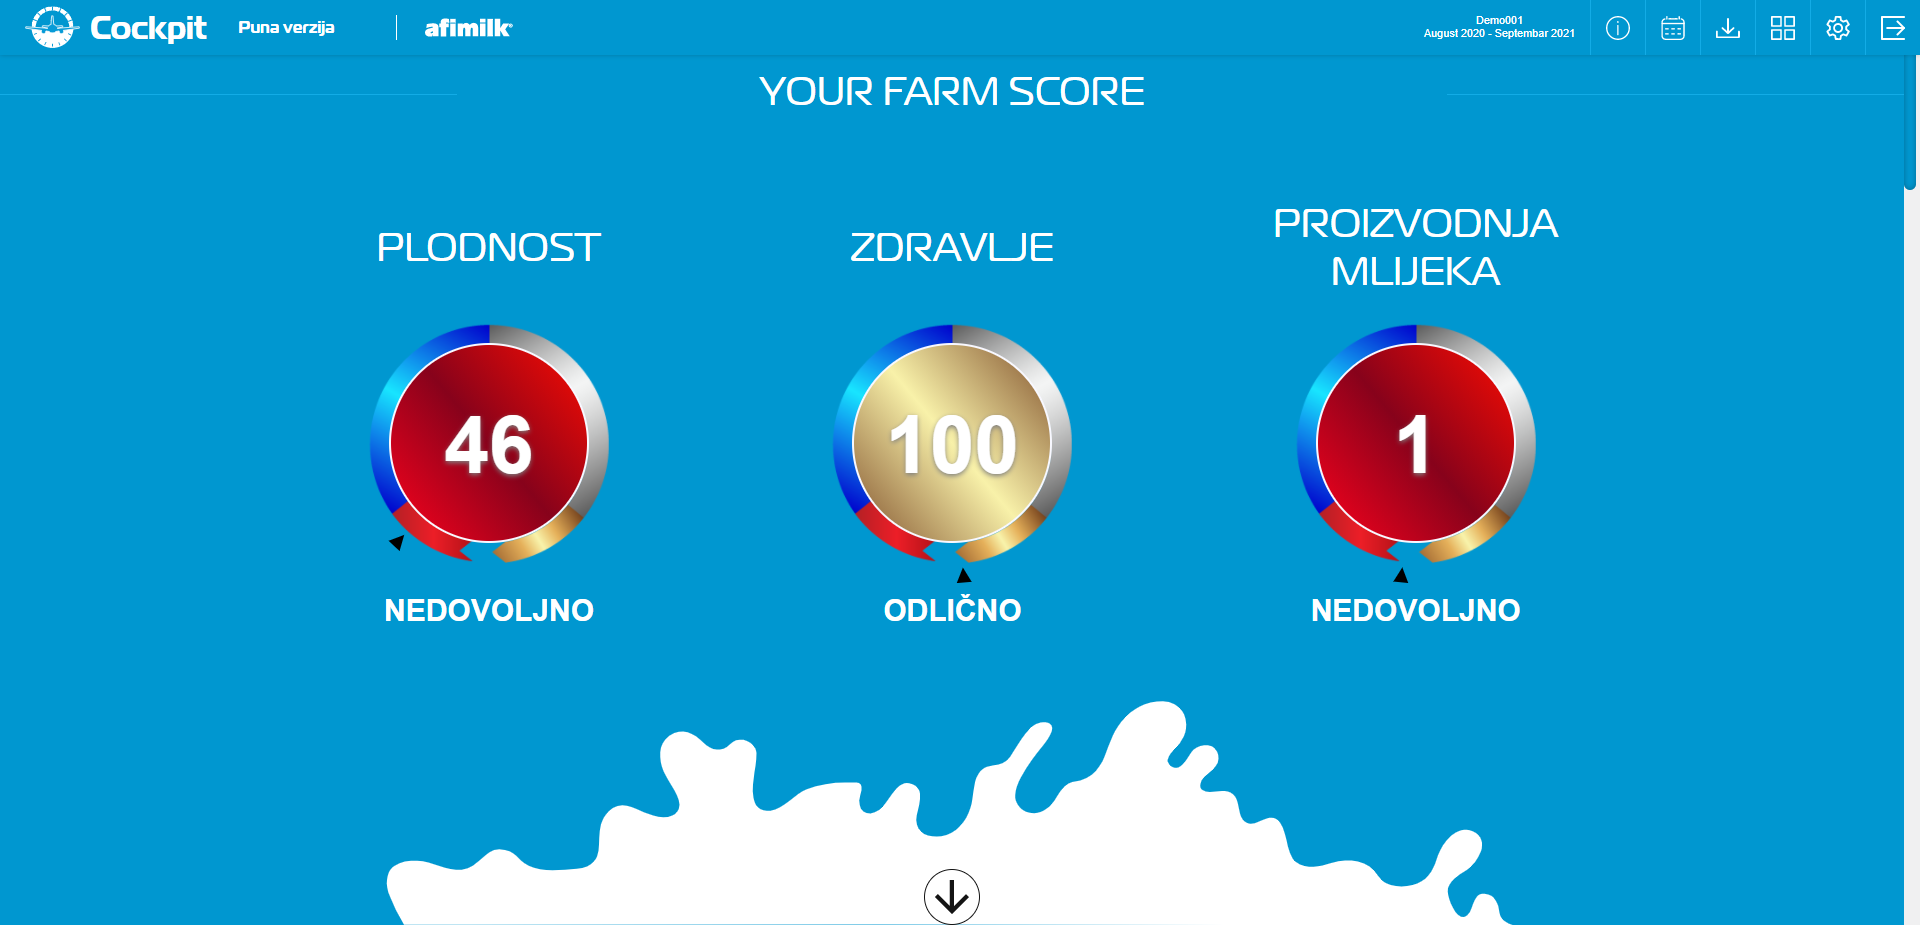 Cockpit
Puna verzija
afimilk®
Demo001
August 2020 - Septembar 2021
YOUR FARM SCORE
PLODNOST
46
NEDOVOLJNO
ZDRAVLJE
100
ODLIČNO
PROIZVODNJA
MLIJEKA
1
NEDOVOLJNO